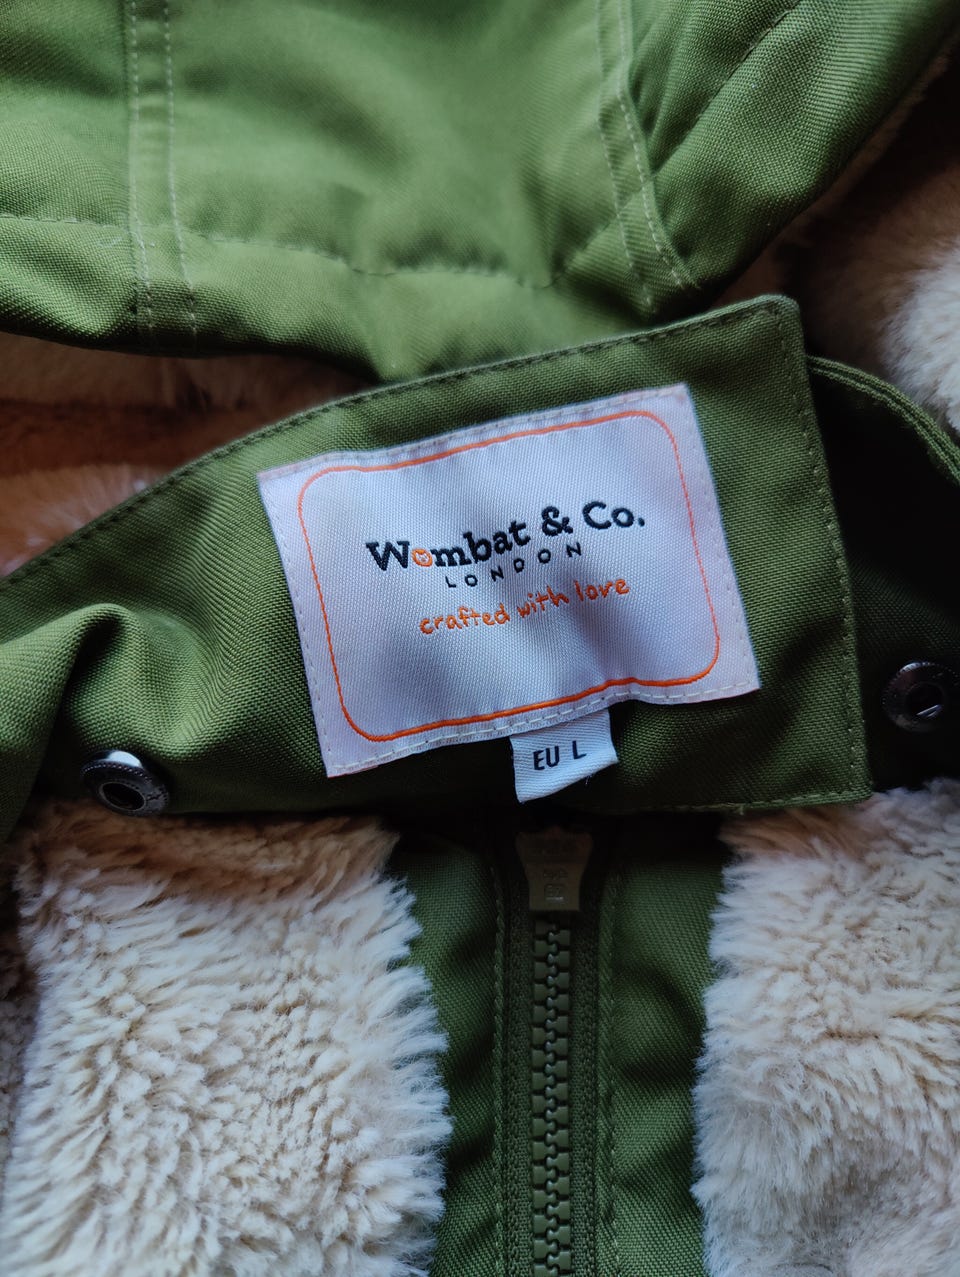 Wombat & Co.
LONDON
crafted with love
EU L